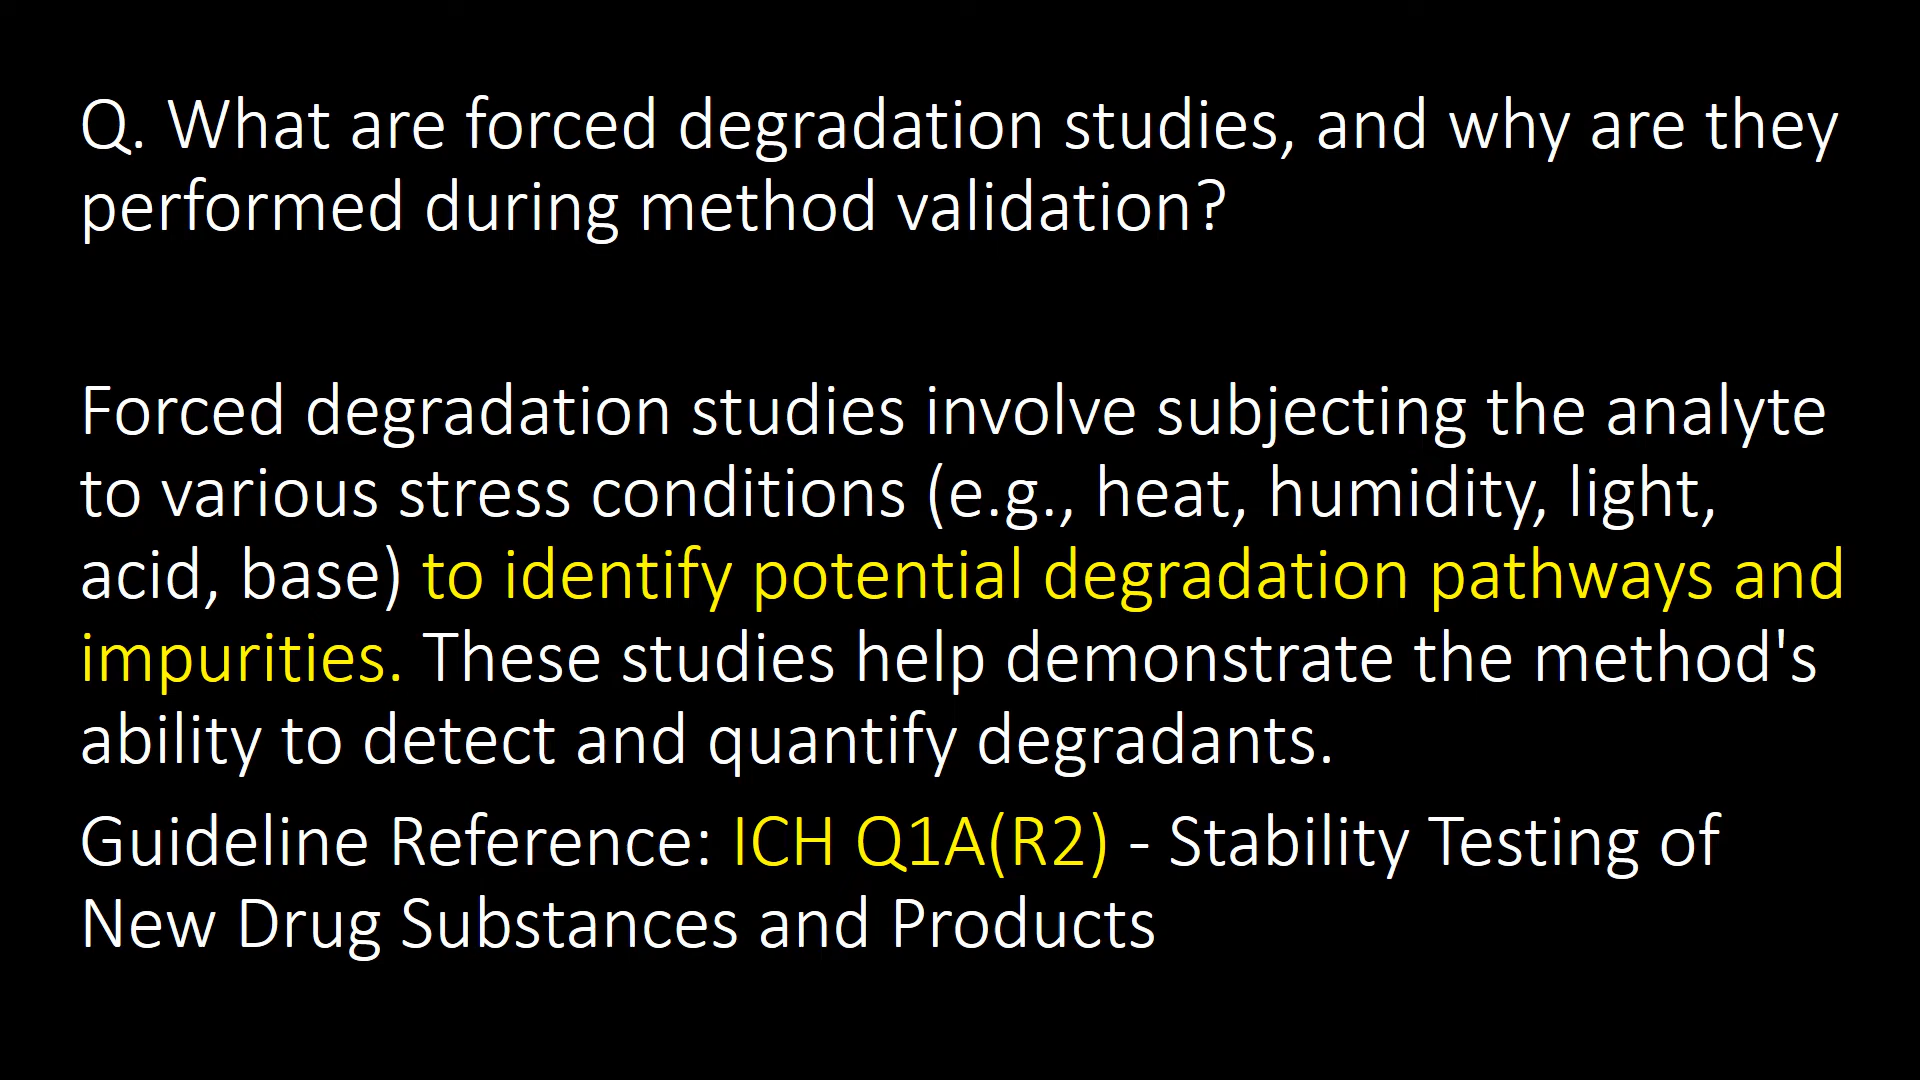 Q. What are forced degradation studies, and why are they
performed during method validation?
Forced degradation studies involve subjecting the analyte
to various stress conditions (e.g., heat, humidity, light,
acid, base) to identify potential degradation pathways and
impurities. These studies help demonstrate the method's
ability to detect and quantify degradants.
Guideline Reference: ICH Q1A(R2) - Stability Testing of
New Drug Substances and Products